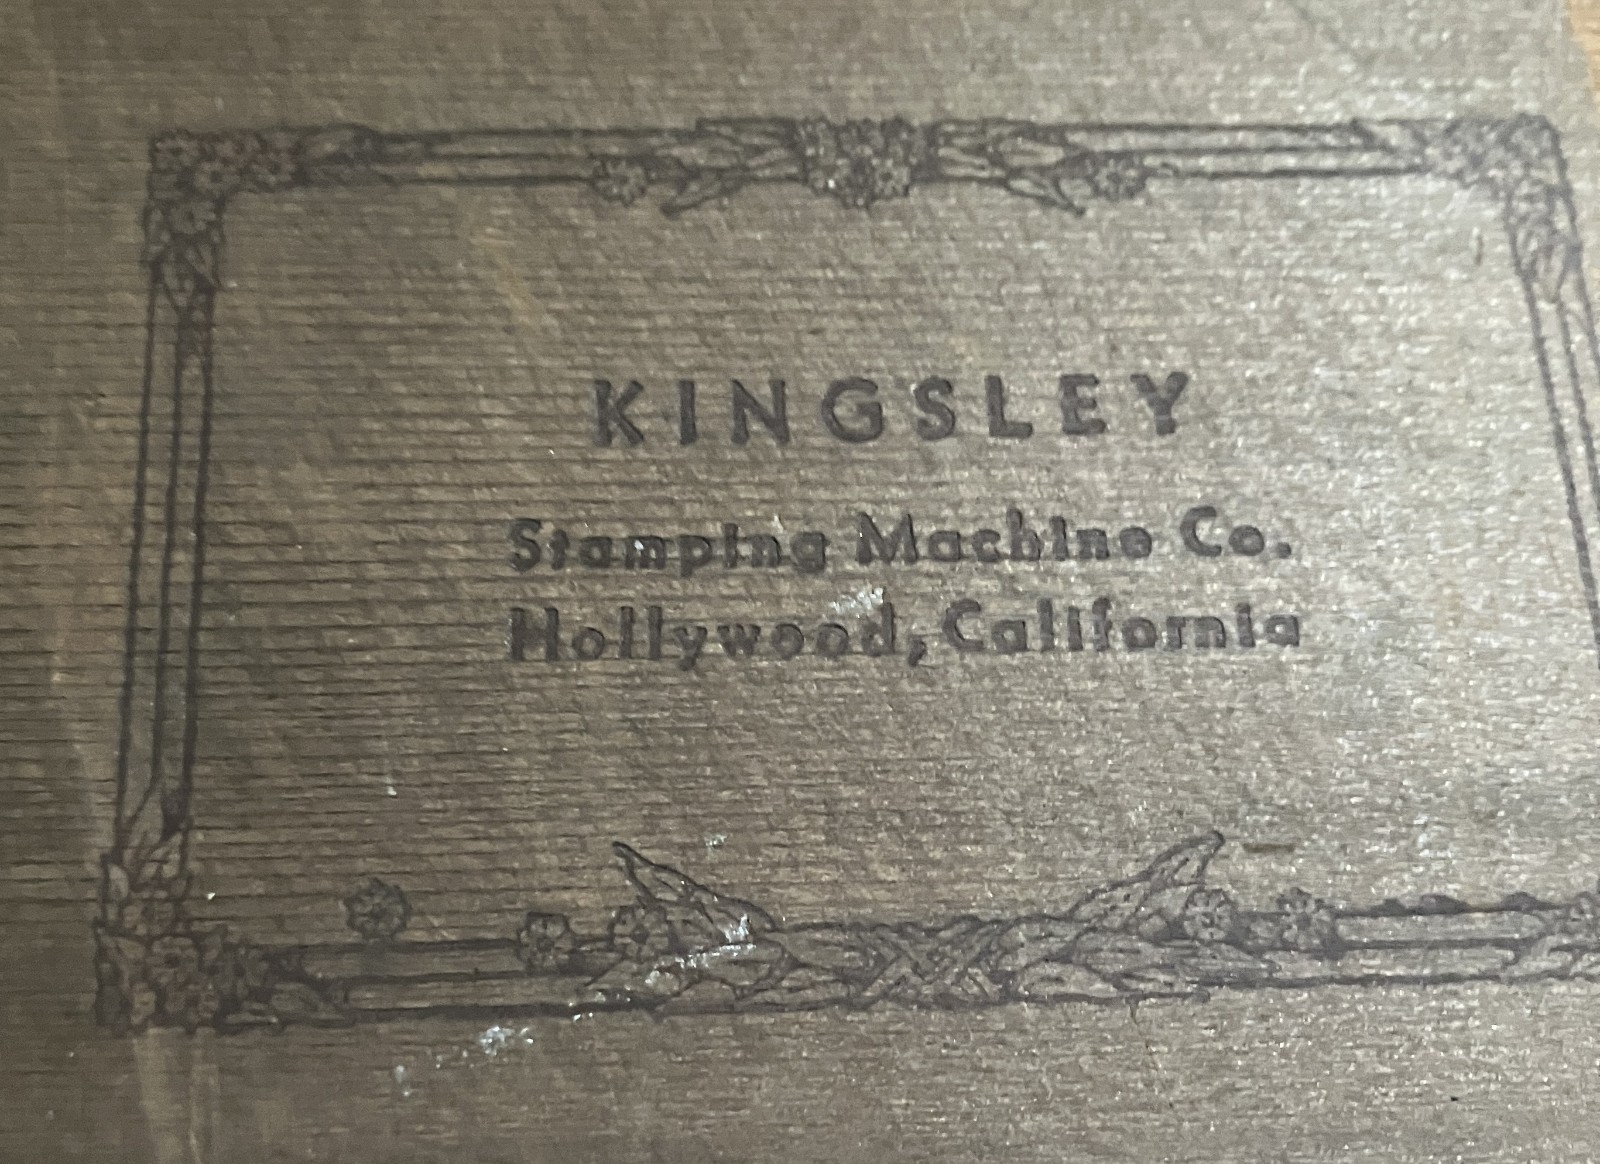 KINGSLEY
Stamping Machine Co.
Hollywood, California